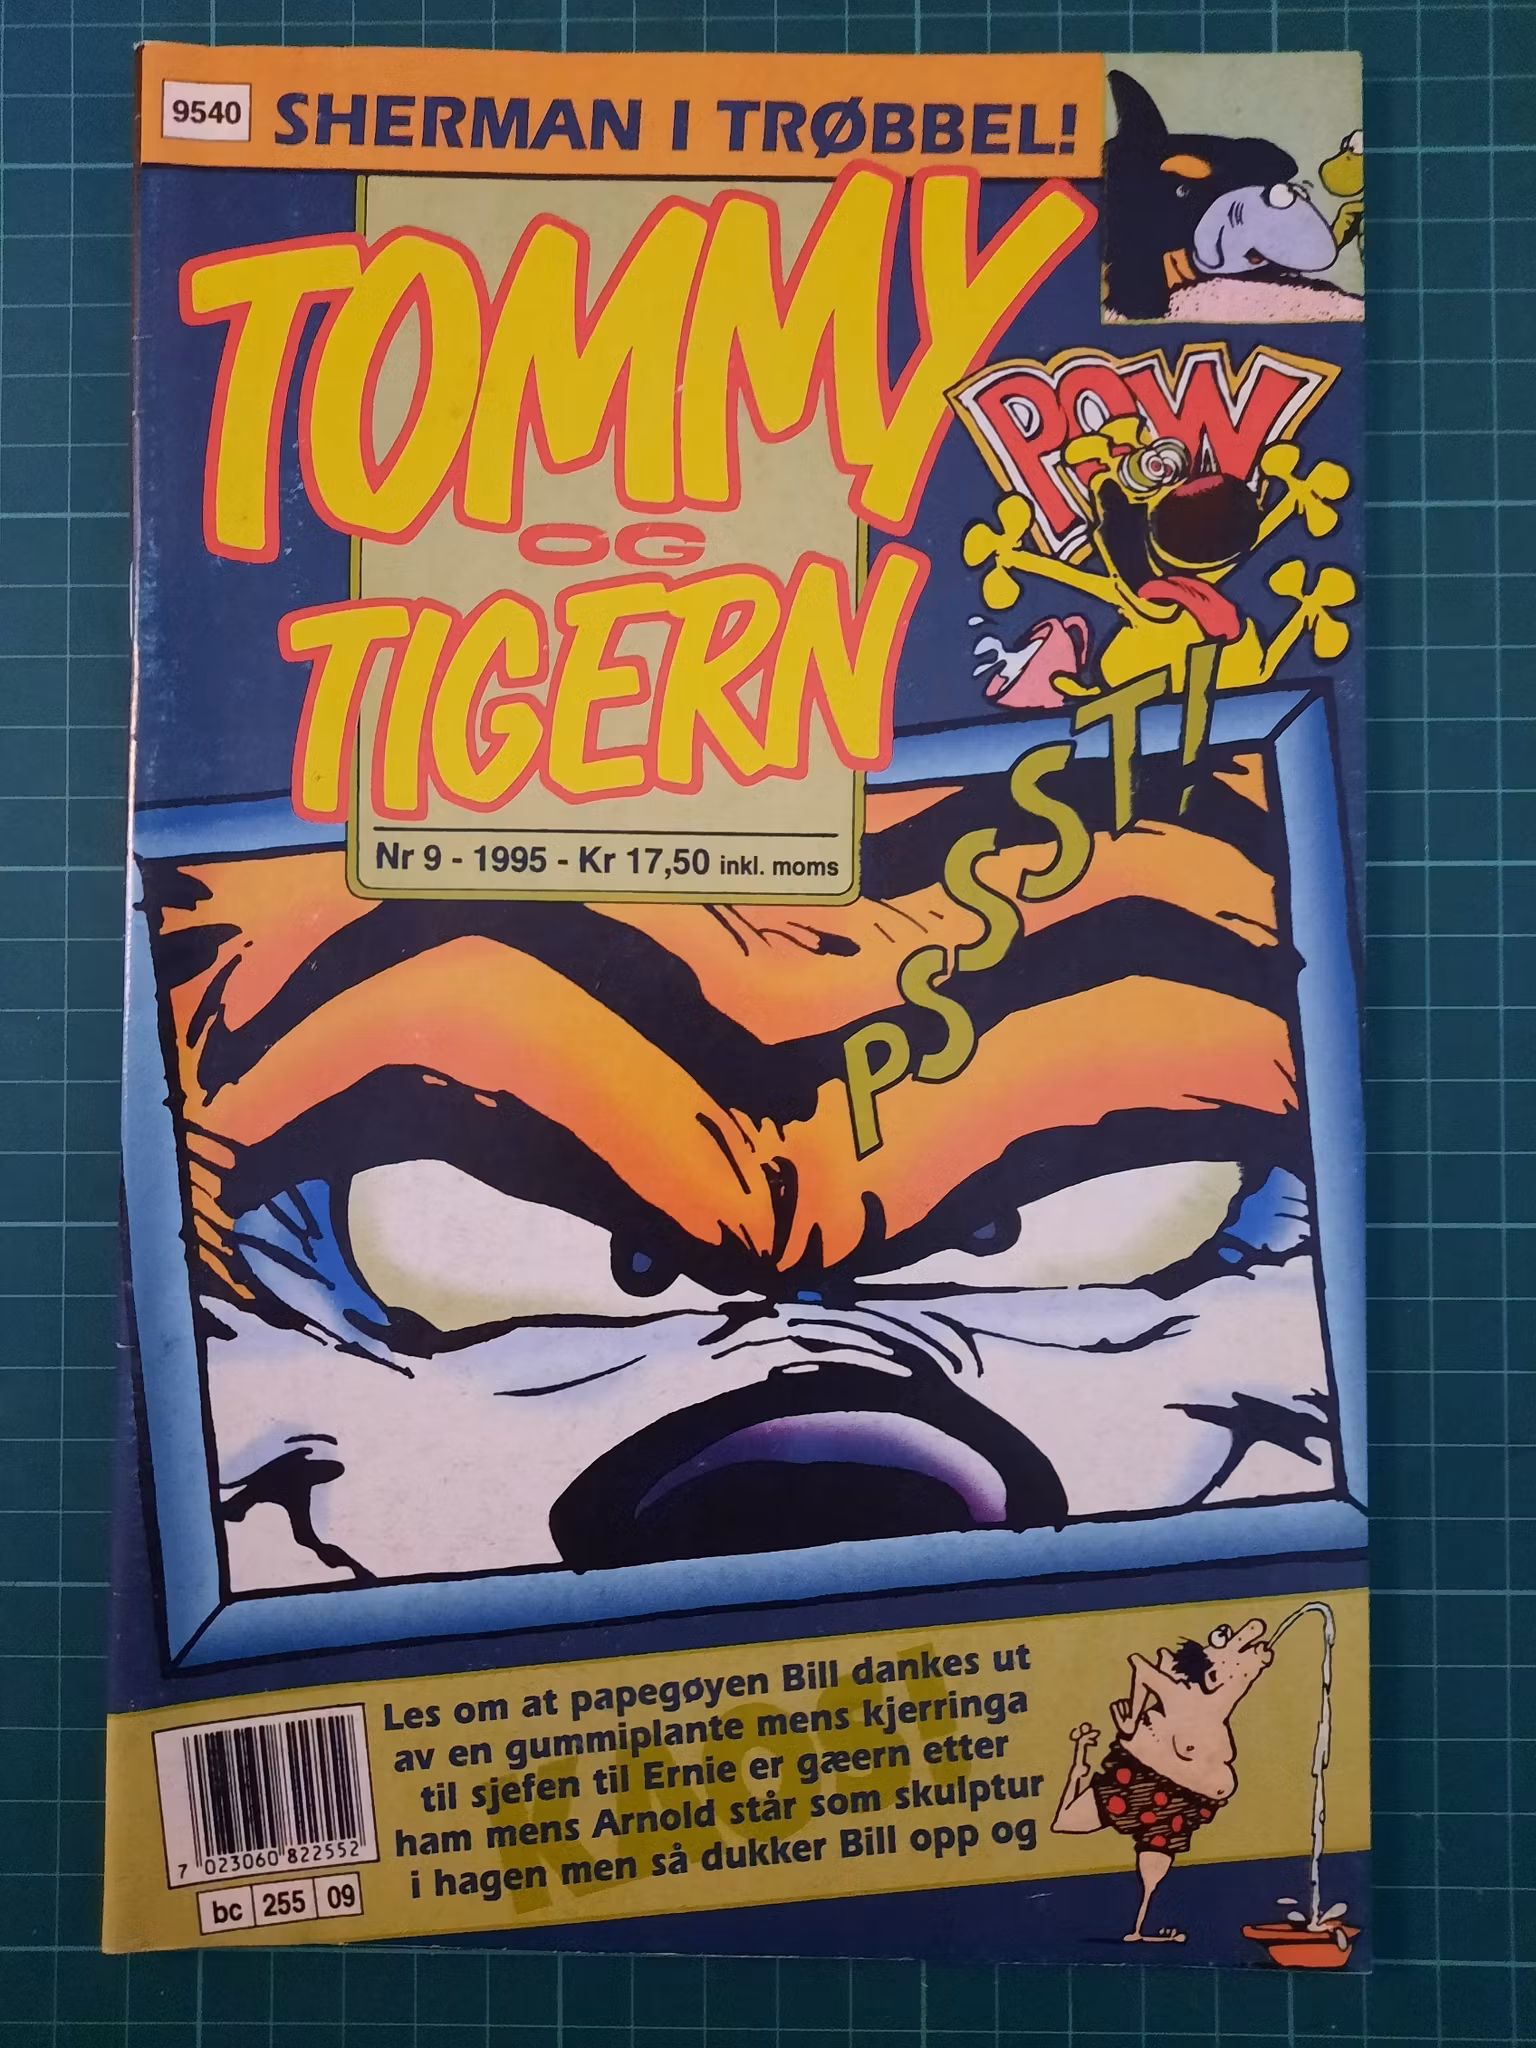 9540 SHERMAN I TRØBBEL!
TOMMY
POW
OG
TIGERN
PSSSST!
Nr 9 - 1995 - Kr 17,50 inkl. moms
Les om at papegøyen Bill dankes ut
av en gummiplante mens kjerringa
til sjefen til Ernie er gæern etter
ham mens Arnold står som skulptur
i hagen men så dukker Bill opp og
KAOS!
7 023060 822552
bc 255 09